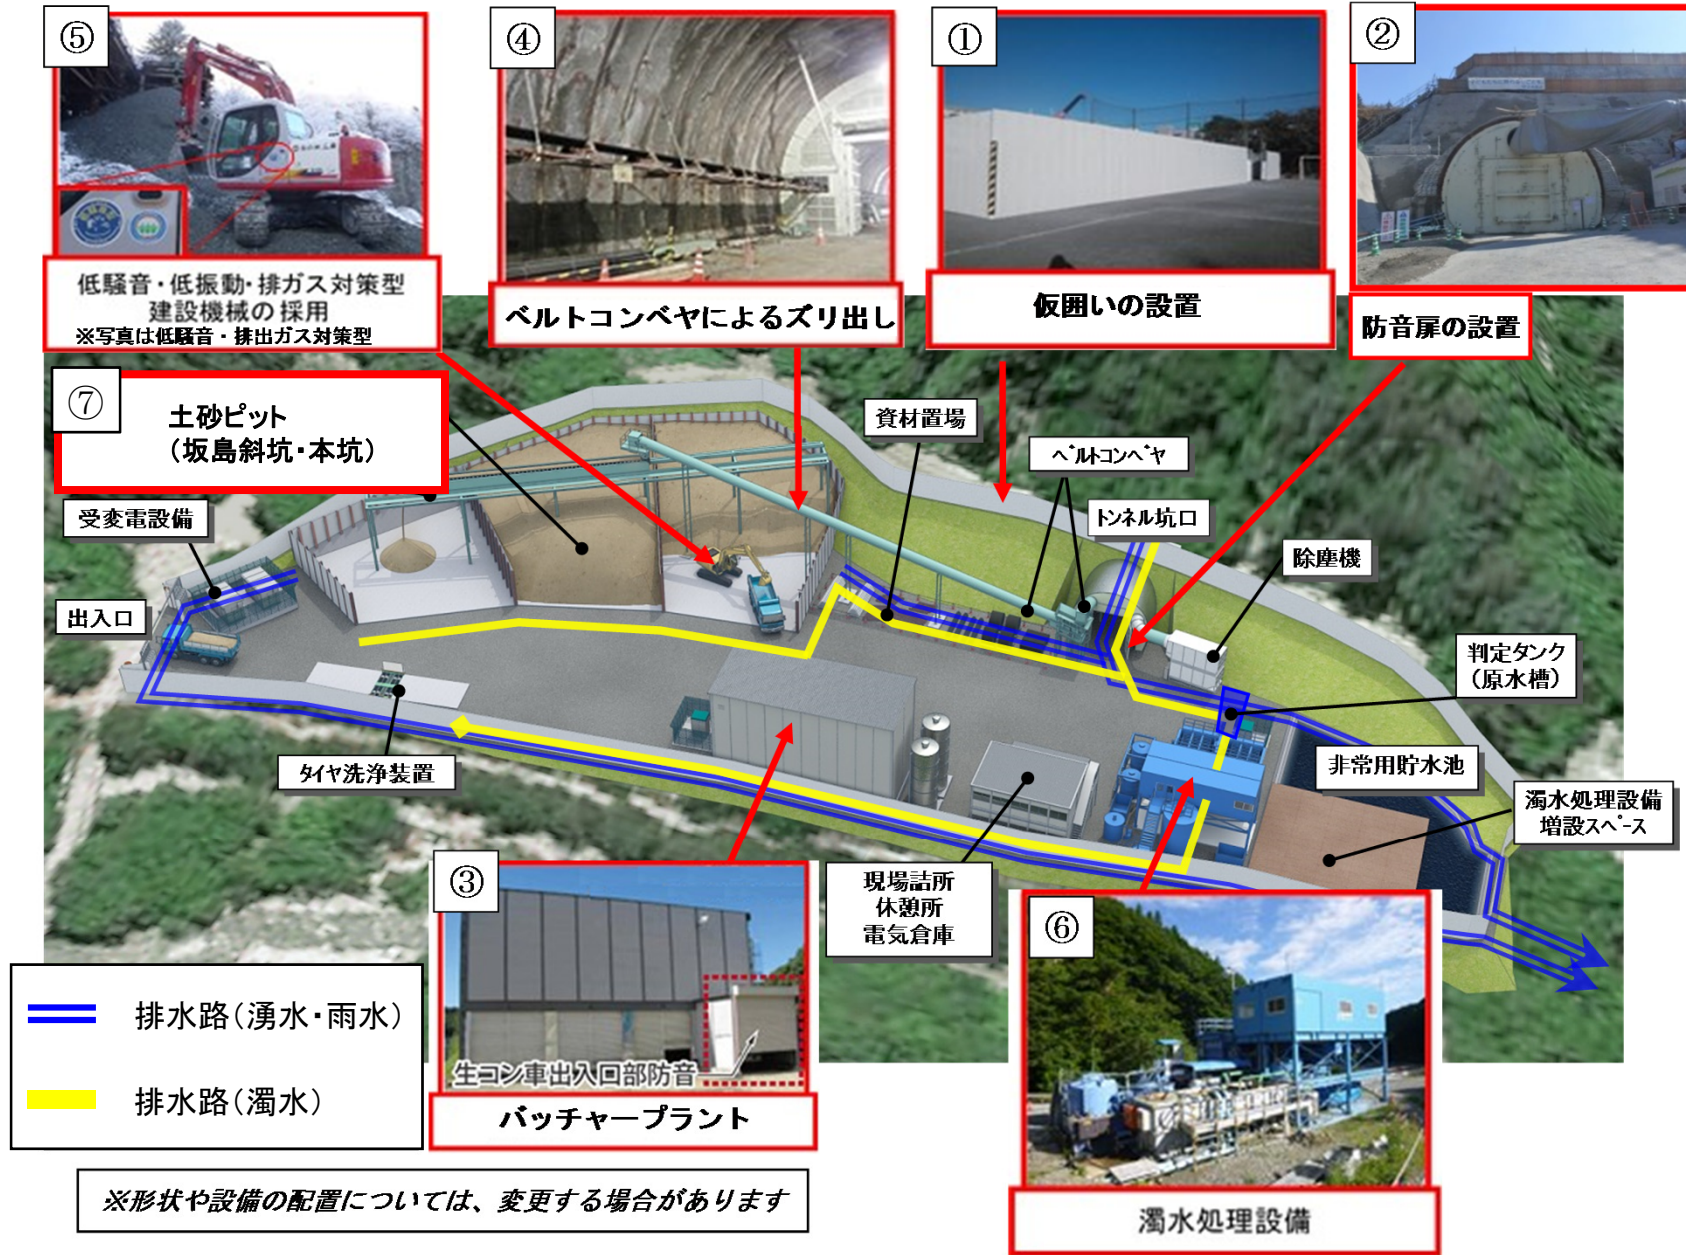 ⑤
④
①
②
低騒音・低振動・排ガス対策型
建設機械の採用
※写真は低騒音・排出ガス対策型
ベルトコンベヤによるズリ出し
仮囲いの設置
防音扉の設置
⑦
土砂ピット
（坂島斜坑・本坑）
資材置場
ベルトコンベヤ
トンネル坑口
除塵機
受変電設備
出入口
判定タンク
（原水槽）
タイヤ洗浄装置
非常用貯水池
濁水処理設備
増設スペース
現場詰所
休憩所
電気倉庫
③
生コン車出入口部防音
バッチャープラント
⑥
濁水処理設備
排水路（湧水・雨水）
排水路（濁水）
※形状や設備の配置については、変更する場合があります